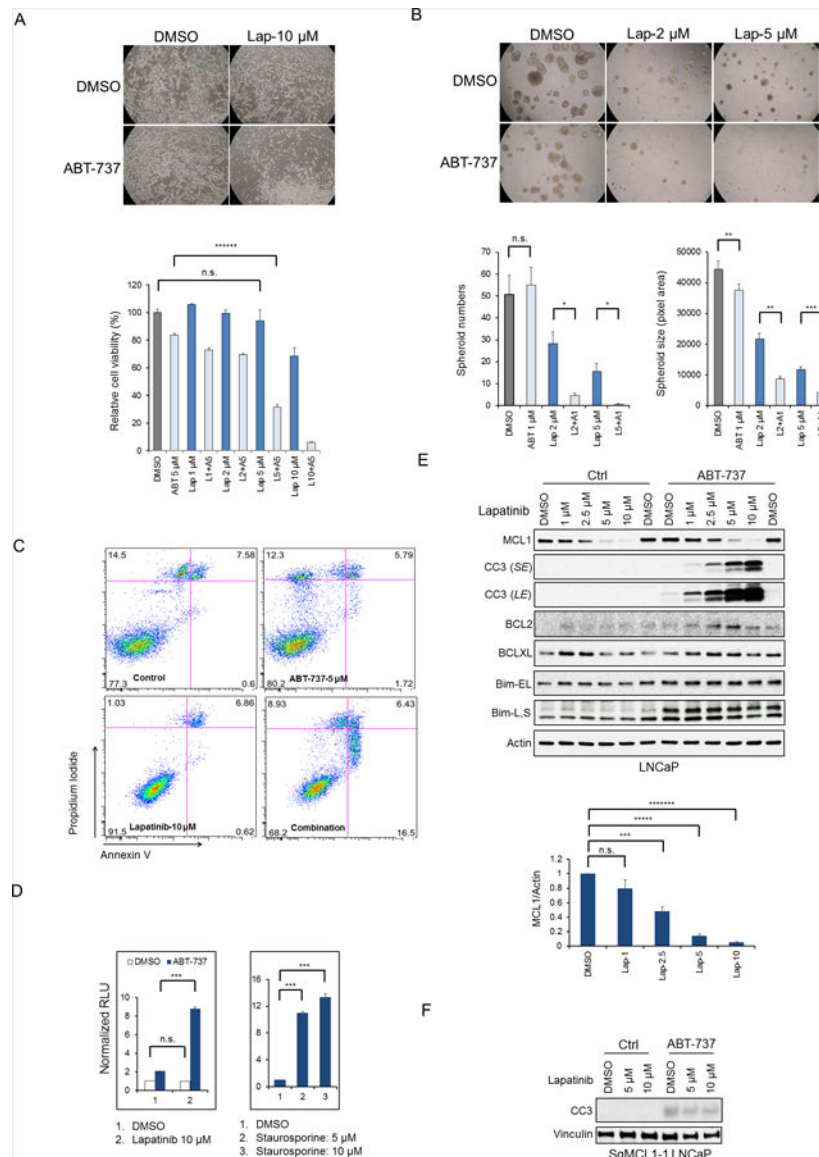 A
DMSO Lap-10 µM
DMSO
ABT-737
******
n.s.
Relative cell viability (%)
120
100
80
60
40
20
0
DMSO
ABT 5 µM
Lap 1 µM
L1+A5
Lap 2 µM
L2+A5
Lap 5 µM
L5+A5
Lap 10 µM
L10+A5
B
DMSO Lap-2 µM Lap-5 µM
DMSO
ABT-737
n.s.
*
*
Spheroid numbers
70
60
50
40
30
20
10
0
DMSO
ABT 1 µM
Lap 2 µM
L2+A1
Lap 5 µM
L5+A1
**
**
***
Spheroid size (pixel area)
50000
40000
30000
20000
10000
0
DMSO
ABT 1 µM
Lap 2 µM
L2+A1
Lap 5 µM
C
14.5 7.58
77.3 0.6
Control
12.3 5.79
80.2 1.72
ABT-737-5 µM
1.03 6.86
91.5 0.62
Lapatinib-10 µM
8.93 6.43
68.2 16.5
Combination
Propidium Iodide
Annexin V
D
DMSO ABT-737
***
n.s.
Normalized RLU
10
8
6
4
2
0
1 2
1. DMSO
2. Lapatinib 10 µM
***
***
16
12
8
4
0
1 2 3
1. DMSO
2. Staurosporine: 5 µM
3. Staurosporine: 10 µM
E
Ctrl ABT-737
Lapatinib DMSO 1 µM 2.5 µM 5 µM 10 µM DMSO DMSO 1 µM 2.5 µM 5 µM 10 µM DMSO
MCL1
CC3 (SE)
CC3 (LE)
BCL2
BCLXL
Bim-EL
Bim-L,S
Actin
LNCaP
*******
*****
***
n.s.
MCL1/Actin
1.2
1
0.8
0.6
0.4
0.2
0
DMSO
Lap-1
Lap-2.5
Lap-5
Lap-10
F
Ctrl ABT-737
Lapatinib DMSO 5 µM 10 µM DMSO 5 µM 10 µM
CC3
Vinculin
SgMCL1-1 LNCaP